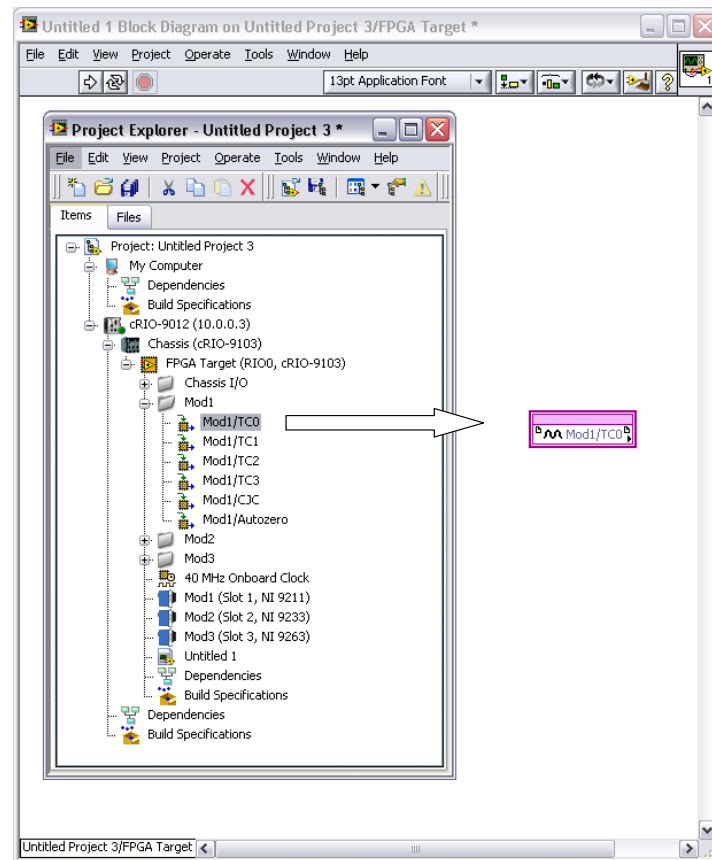 Untitled 1 Block Diagram on Untitled Project 3/FPGA Target *
File Edit View Project Operate Tools Window Help
13pt Application Font
1
Project Explorer - Untitled Project 3 *
File Edit View Project Operate Tools Window Help
Items Files
Project: Untitled Project 3
My Computer
Dependencies
Build Specifications
cRIO-9012 (10.0.0.3)
Chassis (cRIO-9103)
FPGA Target (RIO0, cRIO-9103)
Chassis I/O
Mod1
Mod1/TC0
Mod1/TC0
Mod1/TC1
Mod1/TC2
Mod1/TC3
Mod1/CJC
Mod1/Autozero
Mod2
Mod3
40 MHz Onboard Clock
Mod1 (Slot 1, NI 9211)
Mod2 (Slot 2, NI 9233)
Mod3 (Slot 3, NI 9263)
Untitled 1
Dependencies
Build Specifications
Dependencies
Build Specifications
Untitled Project 3/FPGA Target